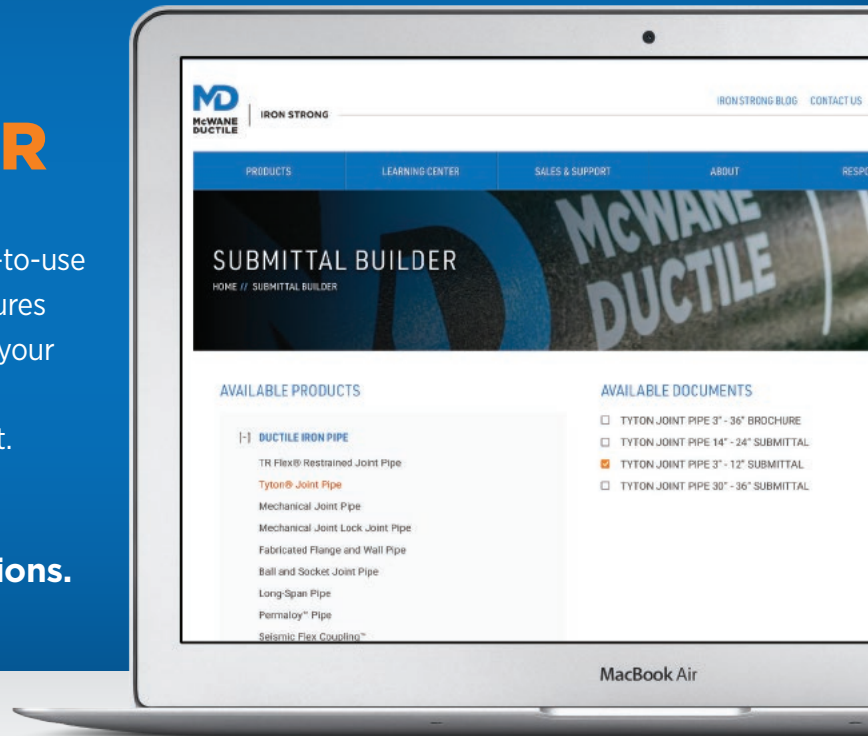 R
-to-use
ures
your
t.
ions.
MD
McWANE
DUCTILE
IRON STRONG
IRON STRONG BLOG CONTACT US
PRODUCTS LEARNING CENTER SALES & SUPPORT ABOUT RESPO
McWANE
DUCTILE
SUBMITTAL BUILDER
HOME // SUBMITTAL BUILDER
AVAILABLE PRODUCTS
[-] DUCTILE IRON PIPE
TR Flex® Restrained Joint Pipe
Tyton® Joint Pipe
Mechanical Joint Pipe
Mechanical Joint Lock Joint Pipe
Fabricated Flange and Wall Pipe
Ball and Socket Joint Pipe
Long-Span Pipe
Permaloy™ Pipe
Seismic Flex Coupling™
AVAILABLE DOCUMENTS
TYTON JOINT PIPE 3" - 36" BROCHURE
TYTON JOINT PIPE 14" - 24" SUBMITTAL
TYTON JOINT PIPE 3" - 12" SUBMITTAL
TYTON JOINT PIPE 30" - 36" SUBMITTAL
MacBook Air